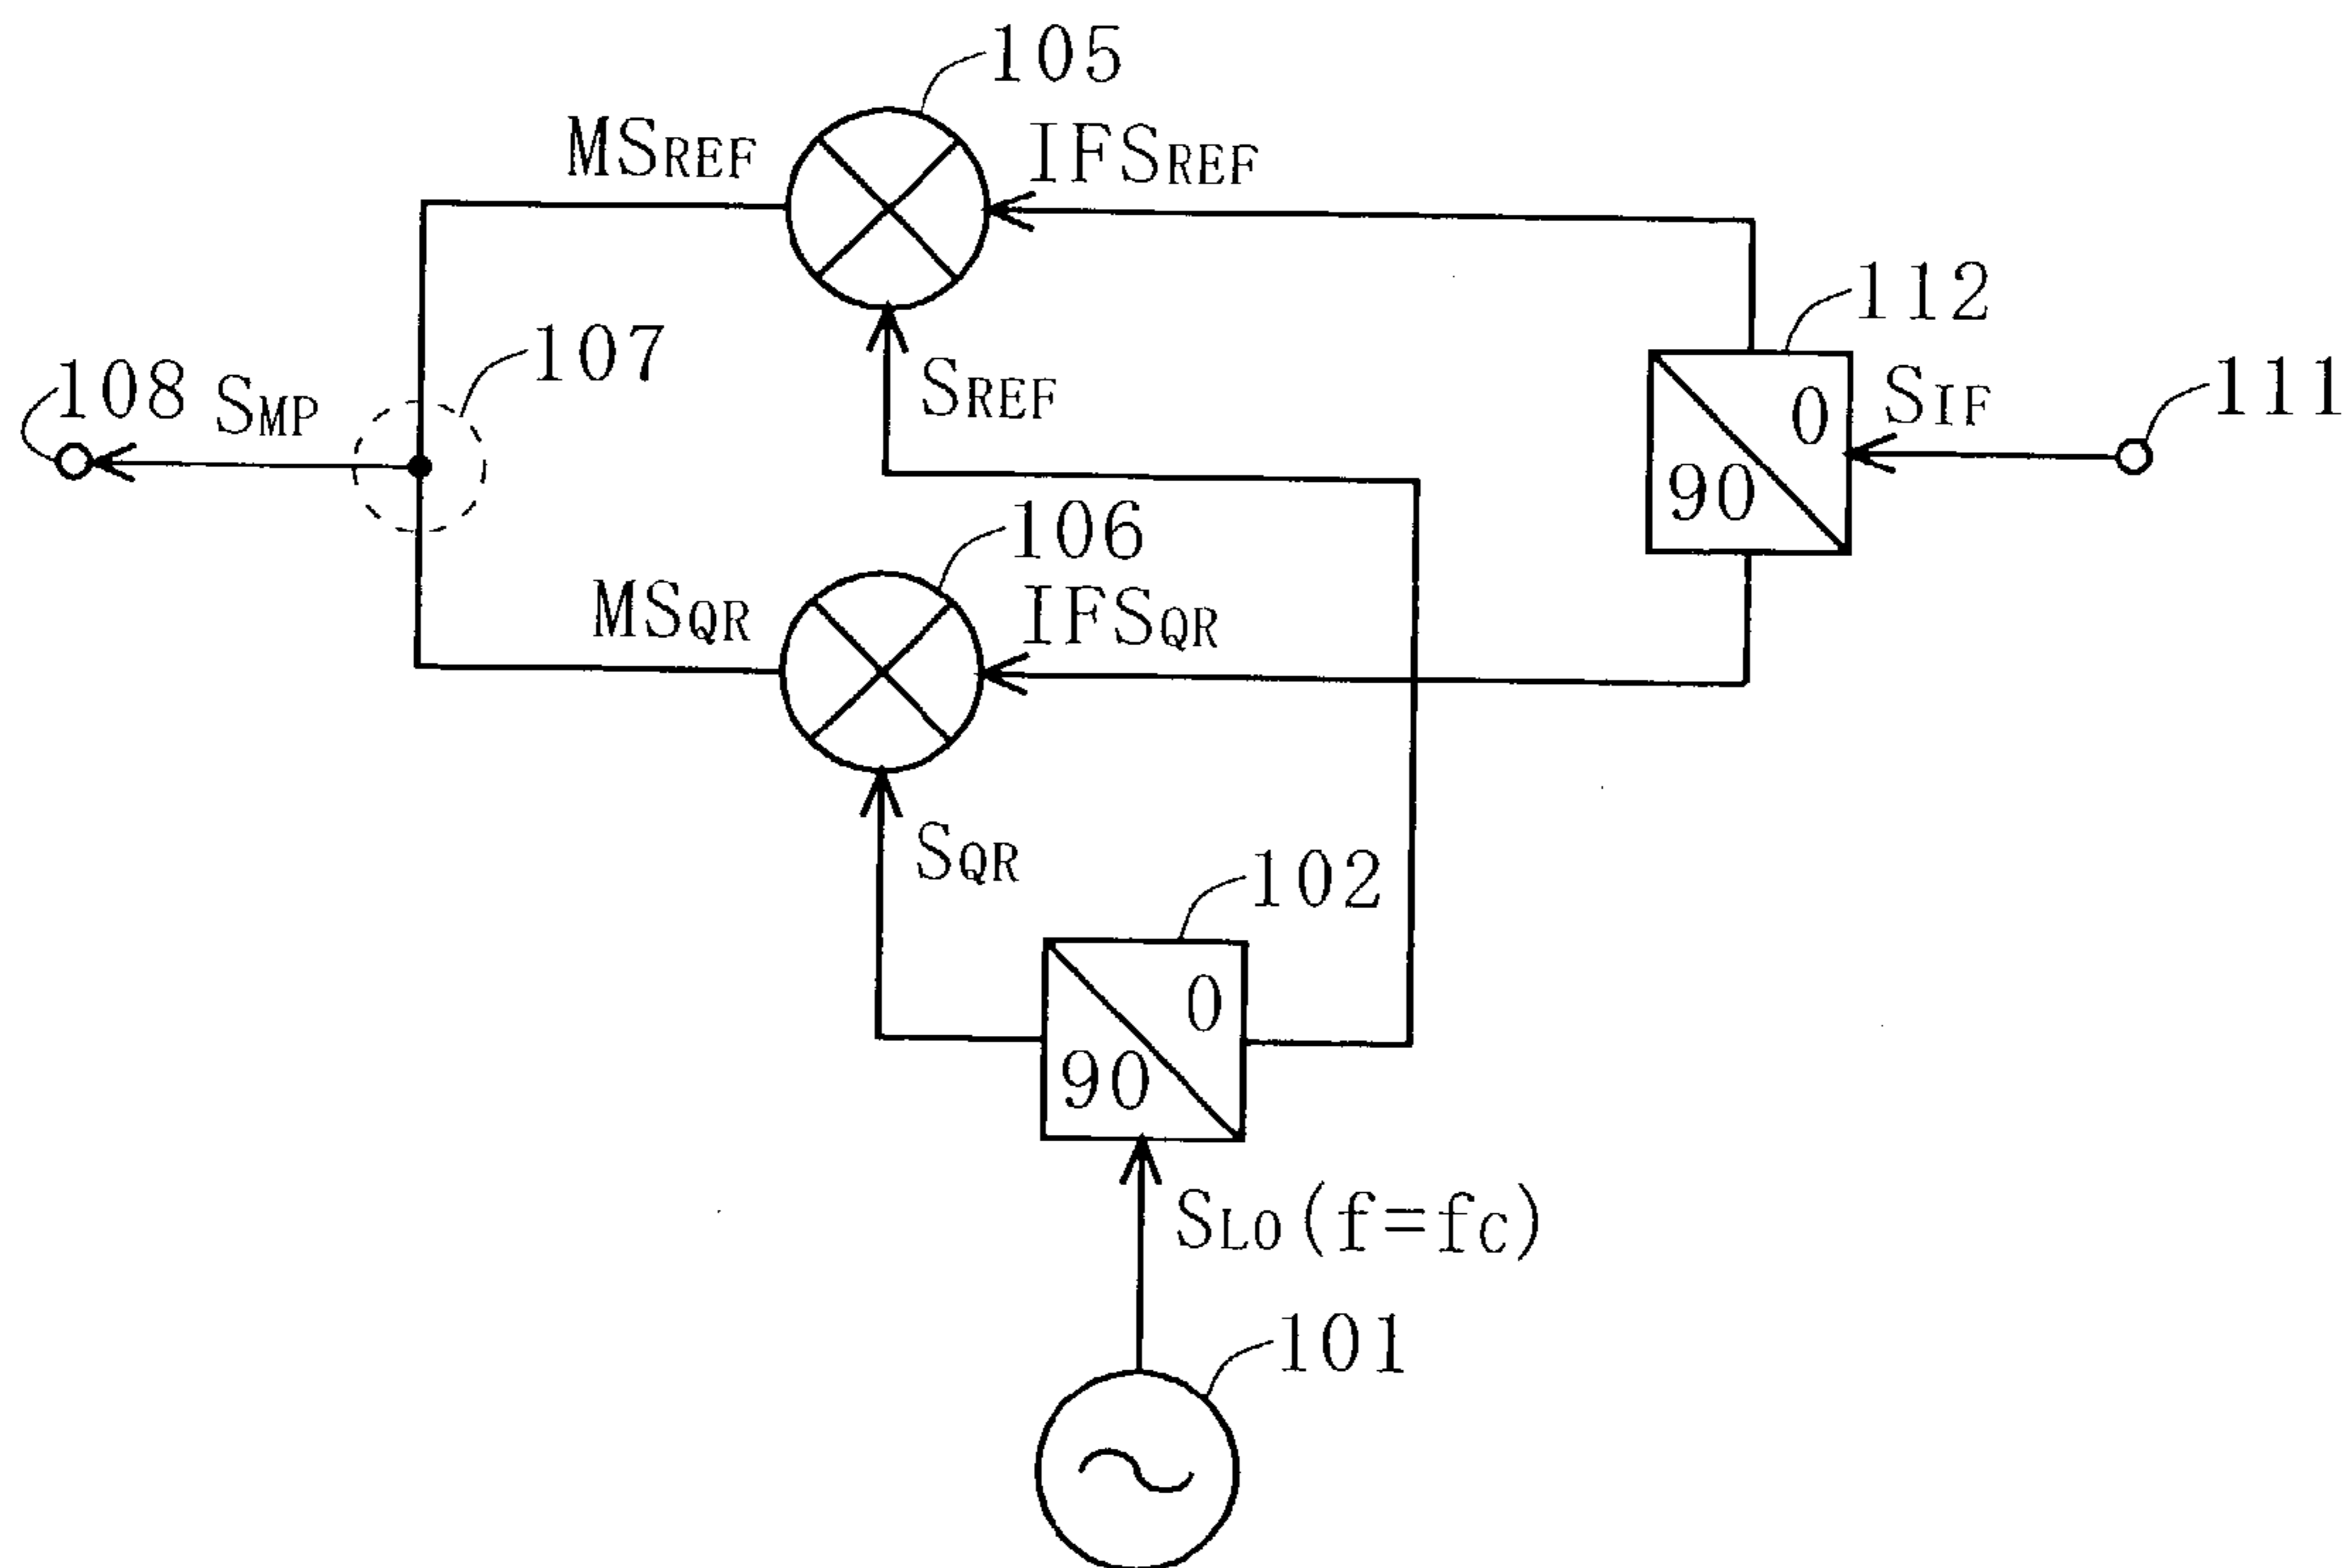 105
MSREF
IFSREF
112
107
108
SMP
SREF
0
SIF
111
90
106
MSQR
IFSQR
SQR
102
0
90
SLO(f=fC)
101